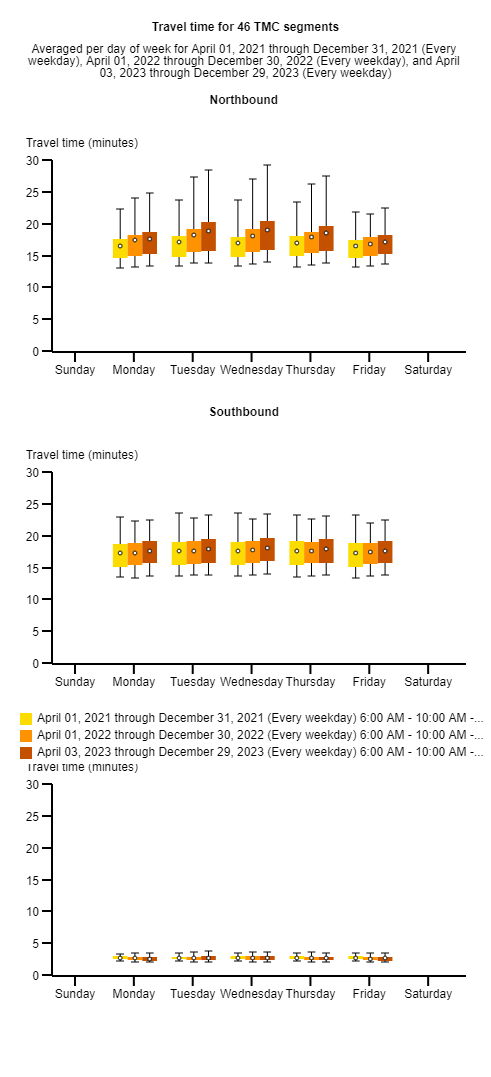 Travel time for 46 TMC segments
Averaged per day of week for April 01, 2021 through December 31, 2021 (Every
weekday), April 01, 2022 through December 30, 2022 (Every weekday), and April
03, 2023 through December 29, 2023 (Every weekday)
Northbound
Travel time (minutes)
30
25
20
15
10
5
0
Sunday Monday Tuesday Wednesday Thursday Friday Saturday
Southbound
Travel time (minutes)
30
25
20
15
10
5
0
Sunday Monday Tuesday Wednesday Thursday Friday Saturday
April 01, 2021 through December 31, 2021 (Every weekday) 6:00 AM - 10:00 AM -...
April 01, 2022 through December 30, 2022 (Every weekday) 6:00 AM - 10:00 AM -...
April 03, 2023 through December 29, 2023 (Every weekday) 6:00 AM - 10:00 AM -...
Travel time (minutes)
30
25
20
15
10
5
0
Sunday Monday Tuesday Wednesday Thursday Friday Saturday